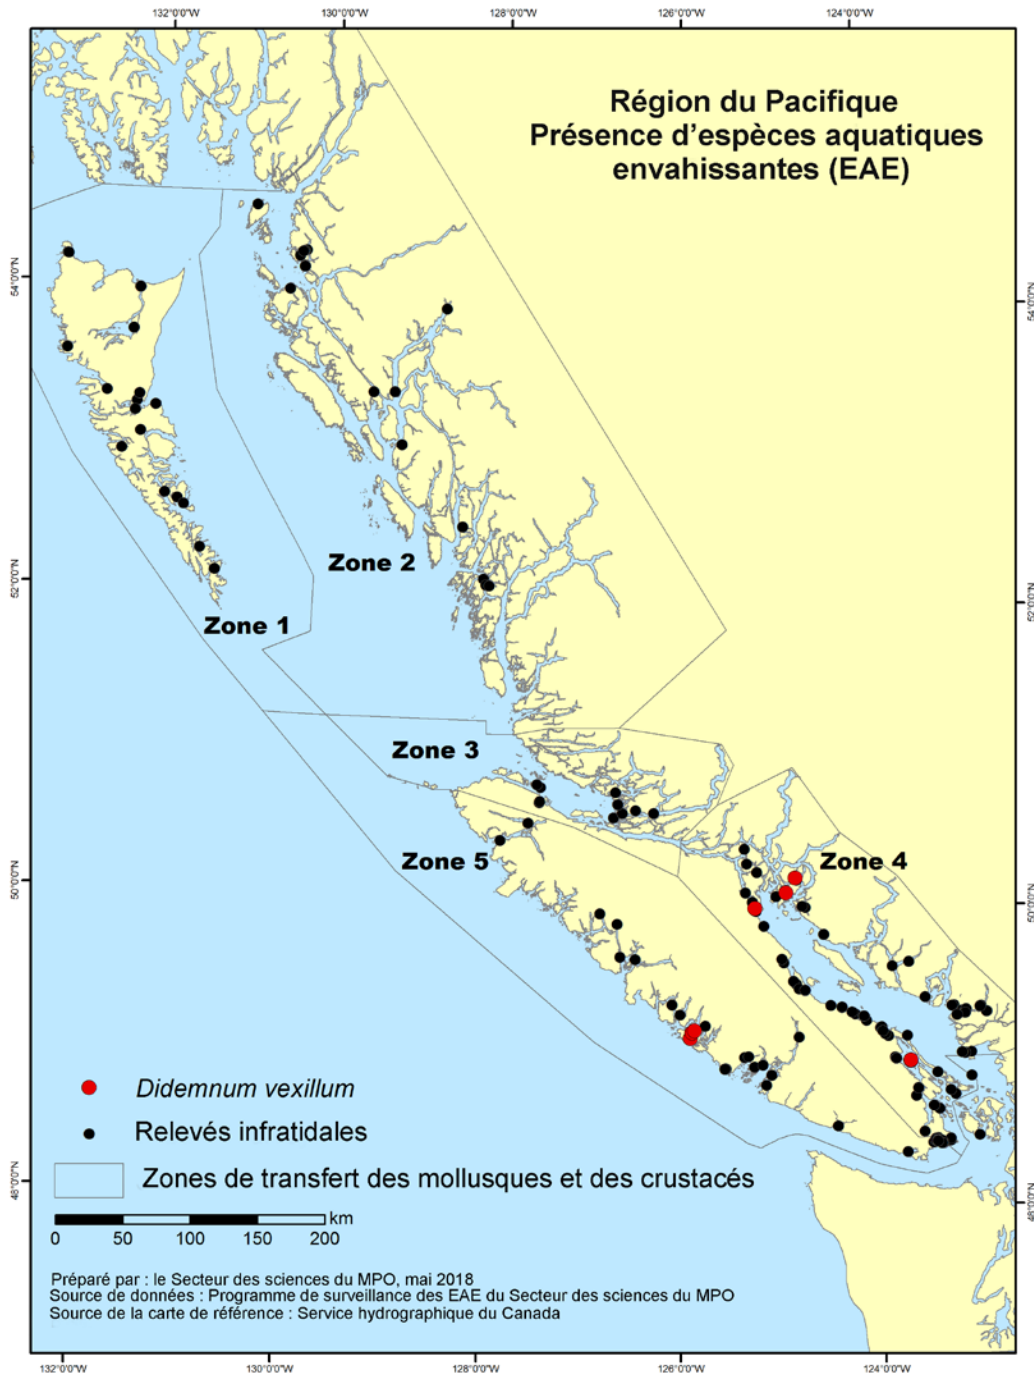 132°0'0"W 130°0'0"W 128°0'0"W 126°0'0"W 124°0'0"W
Région du Pacifique
Présence d'espèces aquatiques
envahissantes (EAE)
54°0'0"N
54°0'0"N
Zone 2
52°0'0"N
52°0'0"N
Zone 1
Zone 3
Zone 5
Zone 4
50°0'0"N
50°0'0"N
Didemnum vexillum
Relevés infratidales
Zones de transfert des mollusques et des crustacés
48°0'0"N
48°0'0"N
km
0 50 100 150 200
Préparé par : le Secteur des sciences du MPO, mai 2018
Source de données : Programme de surveillance des EAE du Secteur des sciences du MPO
Source de la carte de référence : Service hydrographique du Canada
132°0'0"W 130°0'0"W 128°0'0"W 126°0'0"W 124°0'0"W